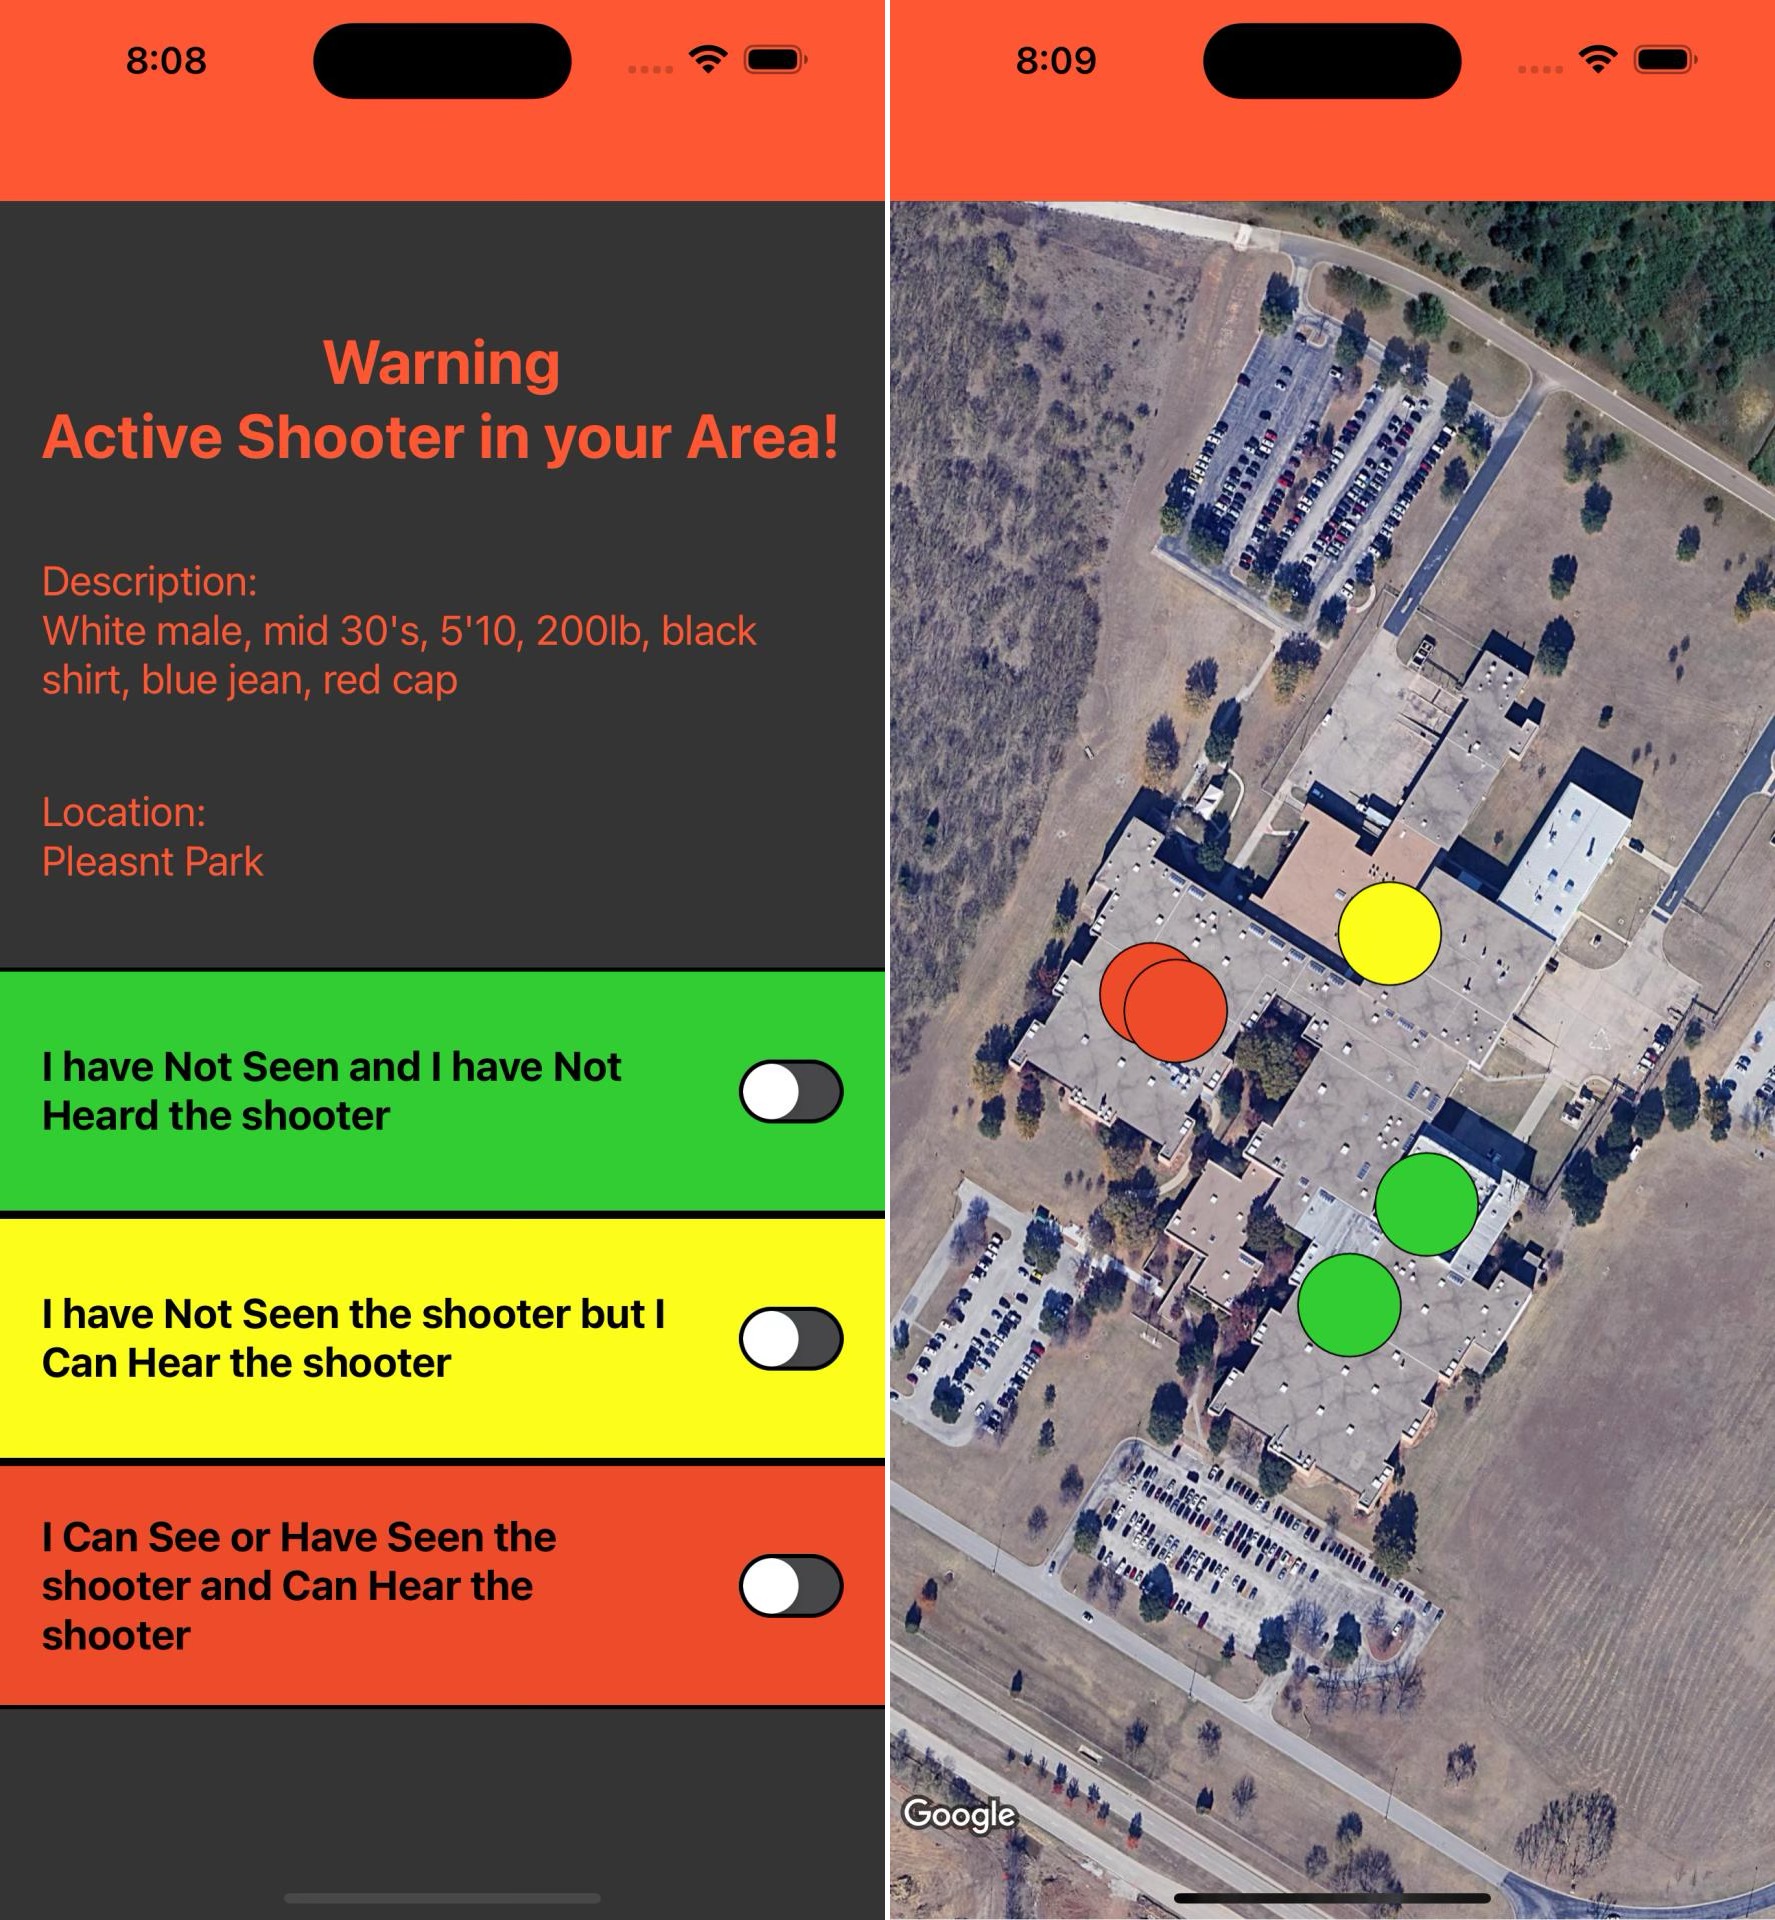 8:08
Warning
Active Shooter in your Area!
Description:
White male, mid 30's, 5'10, 200lb, black
shirt, blue jean, red cap
Location:
Pleasnt Park
I have Not Seen and I have Not
Heard the shooter
I have Not Seen the shooter but I
Can Hear the shooter
I Can See or Have Seen the
shooter and Can Hear the
shooter
8:09
Google